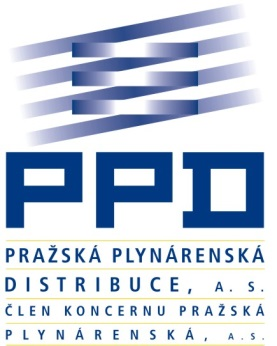 PPD
PRAŽSKÁ PLYNÁRENSKÁ
DISTRIBUCE, A. S.
ČLEN KONCERNU PRAŽSKÁ
PLYNÁRENSKÁ, A.S.